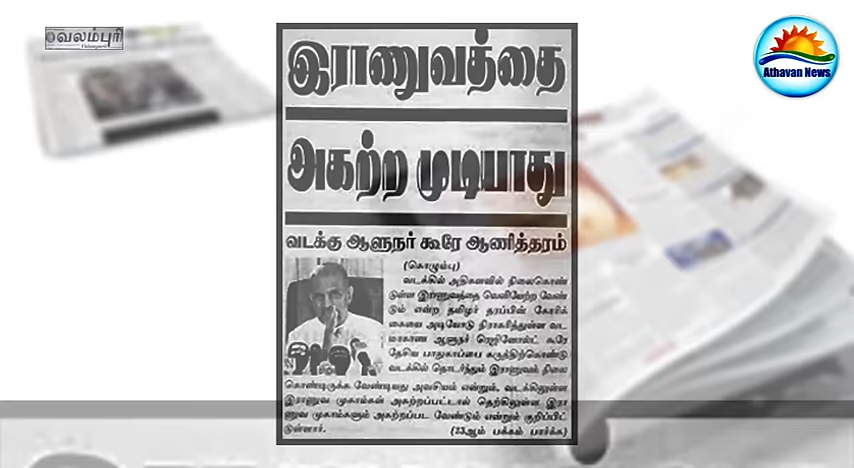 வலம்புரி
Athavan News
இராணுவத்தை
அகற்ற முடியாது
வடக்கு ஆளுநர் கூரே ஆணித்தரம்
(கொழும்பு)
வடக்கில் அதிகளவில் நிலைகொண்
டுள்ள இராணுவத்தை வெளியேற்ற வேண்
டும் என்ற தமிழர் தரப்பின் கோரிக்
கையை அடியோடு நிராகரித்துள்ள வட
மாகாண ஆளுநர் ரெஜினோல்ட் கூரே
தேசிய பாதுகாப்பை கருத்திற்கொண்டு
வடக்கில் தொடர்ந்தும் இராணுவம் நிலை
கொண்டிருக்க வேண்டியது அவசியம் என்றும், வடக்கிலுள்ள
இராணுவ முகாம்கள் அகற்றப்பட்டால் தெற்கிலுள்ள இரா
ணுவ முகாம்களும் அகற்றப்பட வேண்டும் என்றும் குறிப்பிட்
டுள்ளார்.
(23ஆம் பக்கம் பார்க்க)